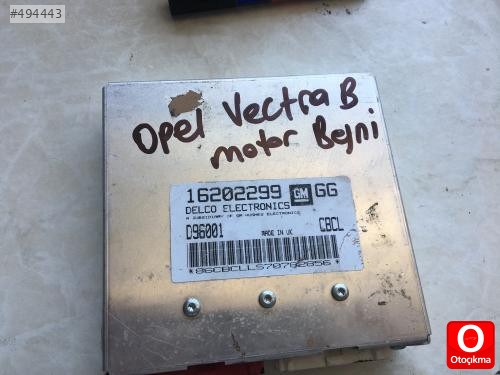 #494443
Opel Vectra B
motor Beyni
16202299 GM GG
DELCO ELECTRONICS
A SUBSIDIARY OF GM HUGHES ELECTRONICS
D96001 MADE IN UK CBCL
*86CBCLLS70782856*
O
Otoçıkma